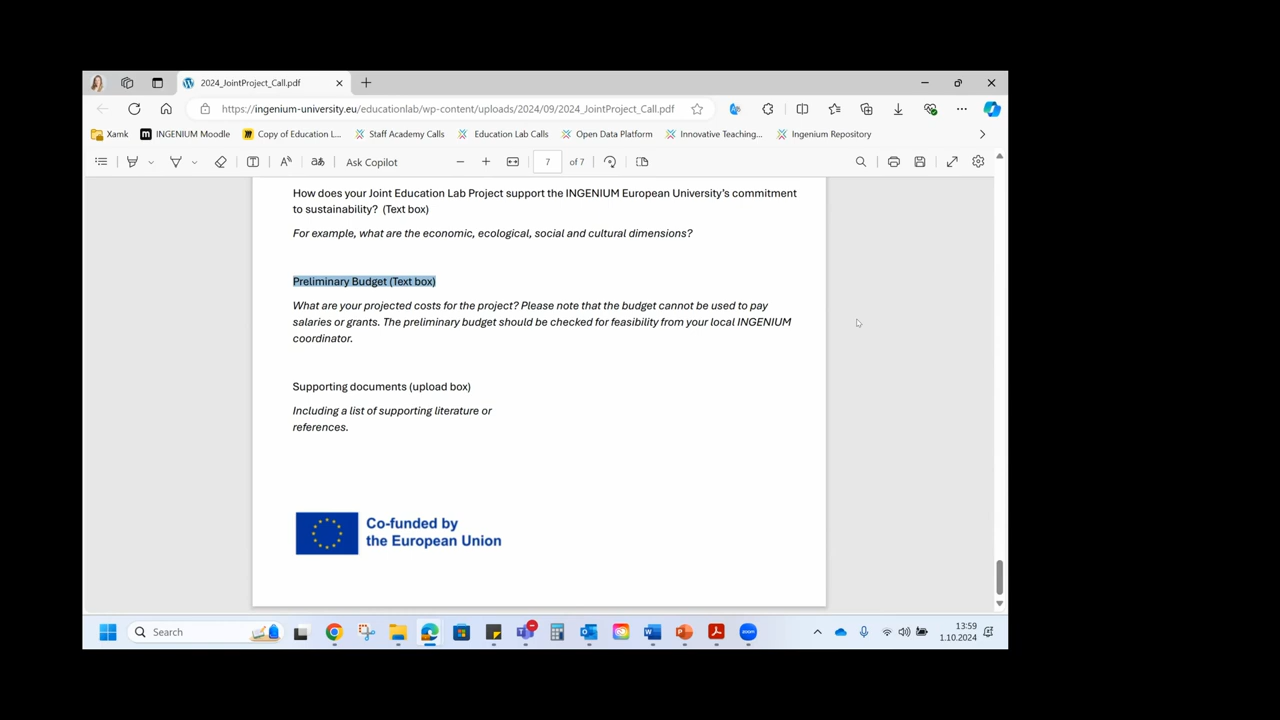 2024_JointProject_Call.pdf
https://ingenium-university.eu/educationlab/wp-content/uploads/2024/09/2024_JointProject_Call.pdf
Xamk
INGENIUM Moodle
Copy of Education L...
Staff Academy Calls
Education Lab Calls
Open Data Platform
Innovative Teaching...
Ingenium Repository
Ask Copilot
7 of 7
How does your Joint Education Lab Project support the INGENIUM European University's commitment
to sustainability? (Text box)
For example, what are the economic, ecological, social and cultural dimensions?
Preliminary Budget (Text box)
What are your projected costs for the project? Please note that the budget cannot be used to pay
salaries or grants. The preliminary budget should be checked for feasibility from your local INGENIUM
coordinator.
Supporting documents (upload box)
Including a list of supporting literature or
references.
Co-funded by
the European Union
Search
13:59
1.10.2024